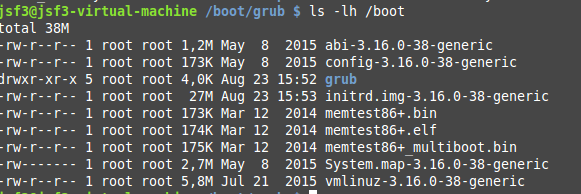 jsf3@jsf3-virtual-machine /boot/grub $ ls -lh /boot
total 38M
-rw-r--r-- 1 root root 1,2M May  8  2015 abi-3.16.0-38-generic
-rw-r--r-- 1 root root 173K May  8  2015 config-3.16.0-38-generic
drwxr-xr-x 5 root root 4,0K Aug 23 15:52 grub
-rw-r--r-- 1 root root  27M Aug 23 15:53 initrd.img-3.16.0-38-generic
-rw-r--r-- 1 root root 173K Mar 12  2014 memtest86+.bin
-rw-r--r-- 1 root root 174K Mar 12  2014 memtest86+.elf
-rw-r--r-- 1 root root 175K Mar 12  2014 memtest86+_multiboot.bin
-rw------- 1 root root 2,7M May  8  2015 System.map-3.16.0-38-generic
-rw-r--r-- 1 root root 5,8M Jul 21  2015 vmlinuz-3.16.0-38-generic